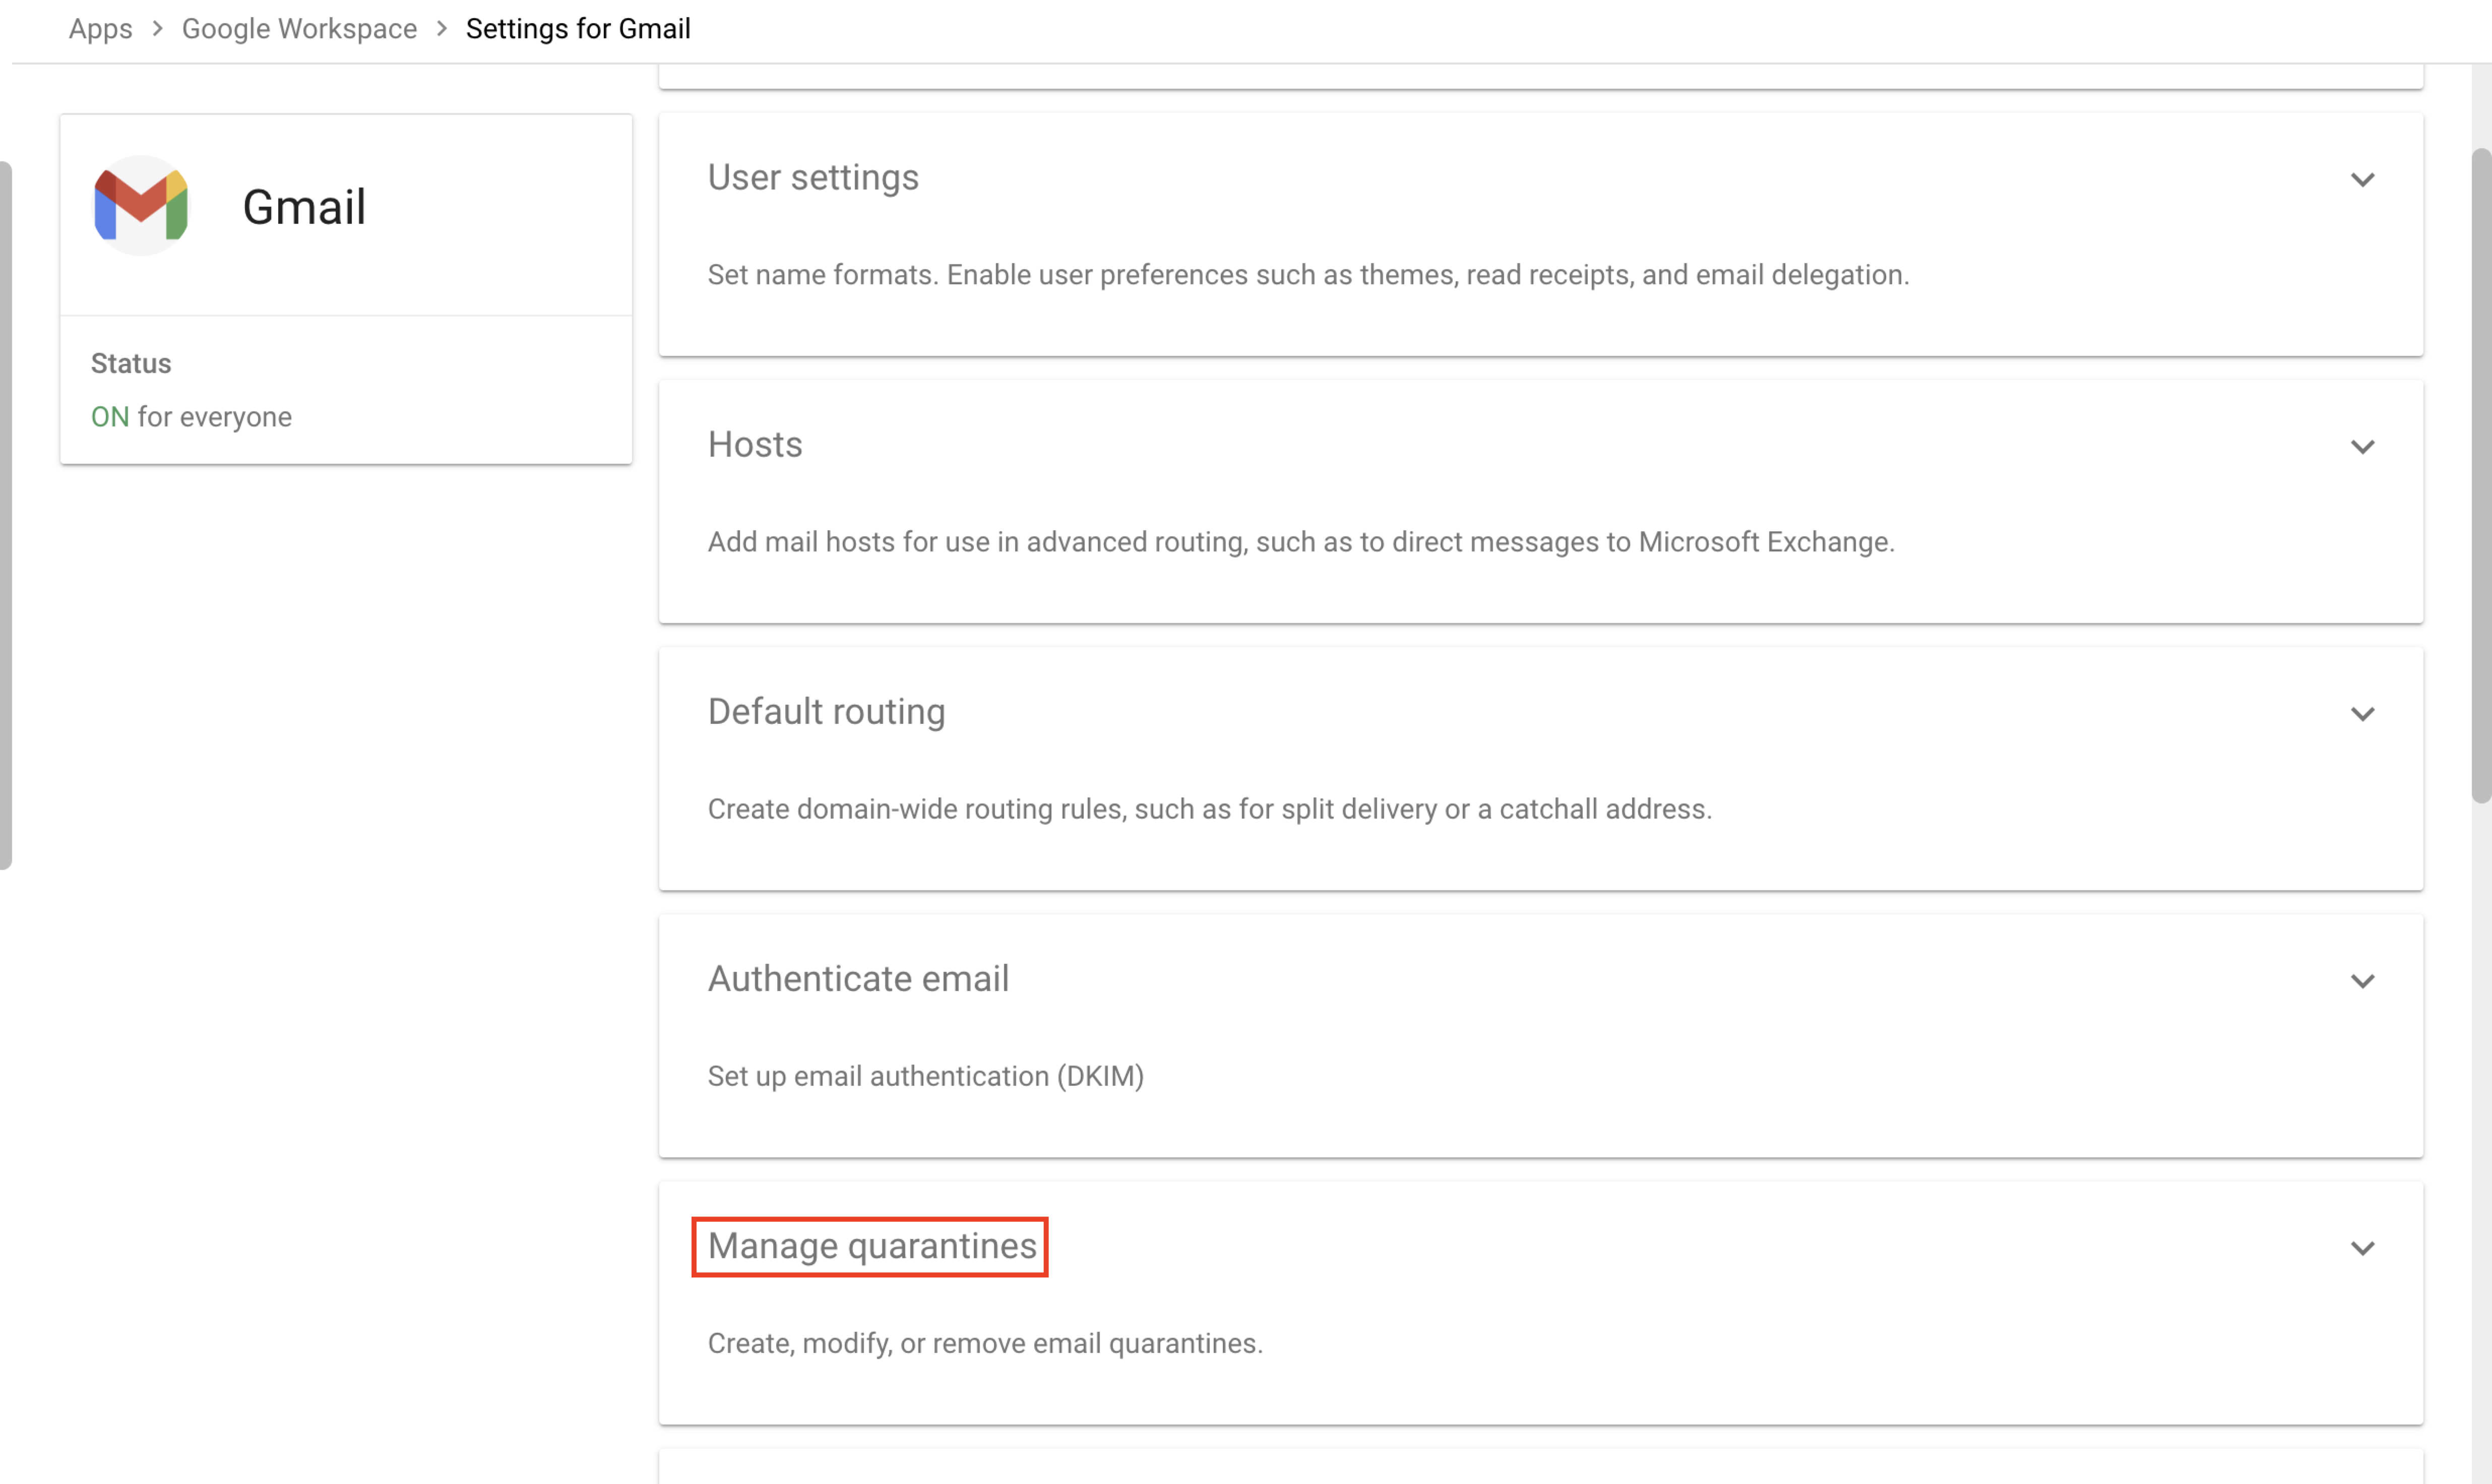 Apps > Google Workspace > Settings for Gmail
Gmail
Status
ON for everyone
User settings
Set name formats. Enable user preferences such as themes, read receipts, and email delegation.
Hosts
Add mail hosts for use in advanced routing, such as to direct messages to Microsoft Exchange.
Default routing
Create domain-wide routing rules, such as for split delivery or a catchall address.
Authenticate email
Set up email authentication (DKIM)
Manage quarantines
Create, modify, or remove email quarantines.